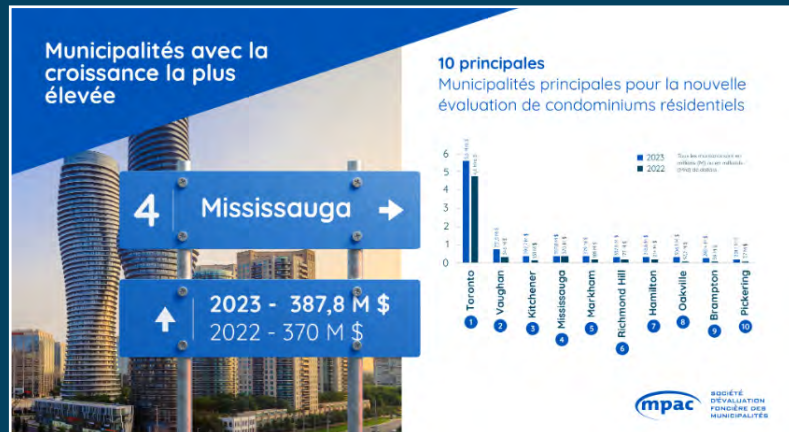 Municipalités avec la
croissance la plus
élevée
4 Mississauga
2023 - 387,8 M $
2022 - 370 M $
10 principales
Municipalités principales pour la nouvelle
évaluation de condominiums résidentiels
2023
2022
6
5
4
3
2
1
0
Toronto
Vaughan
Kitchener
Mississauga
Markham
Richmond Hill
Hamilton
Oakville
Brampton
Pickering
1
2
3
4
5
6
7
8
9
10
mpac
SOCIÉTÉ
D'ÉVALUATION
FONCIÈRE DES
MUNICIPALITÉS